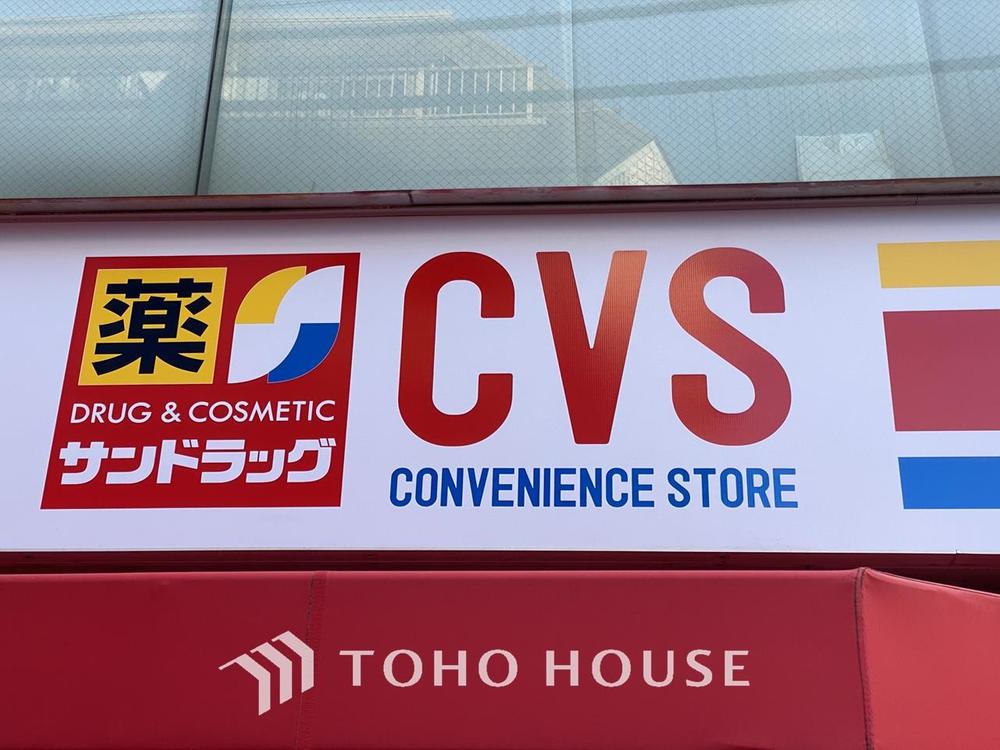 薬
DRUG & COSMETIC
サンドラッグ
CVS
CONVENIENCE STORE
TOHO HOUSE